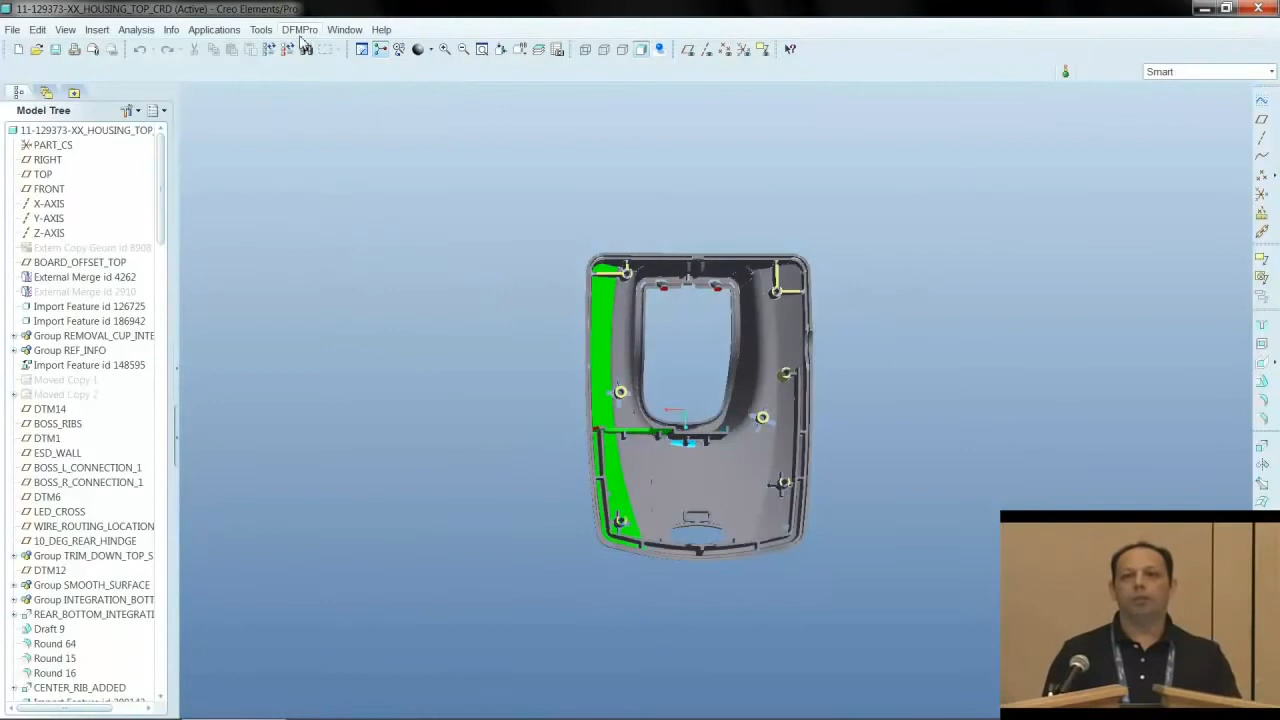 11-129373-XX_HOUSING_TOP_CRD (Active) - Creo Elements/Pro
File Edit View Insert Analysis Info Applications Tools DFMPro Window Help
Smart
Model Tree
11-129373-XX_HOUSING_TOP
PART_CS
RIGHT
TOP
FRONT
X-AXIS
Y-AXIS
Z-AXIS
Extern Copy Geom id 8908
BOARD_OFFSET_TOP
External Merge id 4262
External Merge id 2910
Import Feature id 126725
Import Feature id 186942
Group REMOVAL_CUP_INTE
Group REF_INFO
Import Feature id 148595
Moved Copy 1
Moved Copy 2
DTM14
BOSS_RIBS
DTM1
ESD_WALL
BOSS_L_CONNECTION_1
BOSS_R_CONNECTION_1
DTM6
LED_CROSS
WIRE_ROUTING_LOCATION
10_DEG_REAR_HINDGE
Group TRIM_DOWN_TOP_S
DTM12
Group SMOOTH_SURFACE
Group INTEGRATION_BOTT
REAR_BOTTOM_INTEGRATI
Draft 9
Round 64
Round 15
Round 16
CENTER_RIB_ADDED